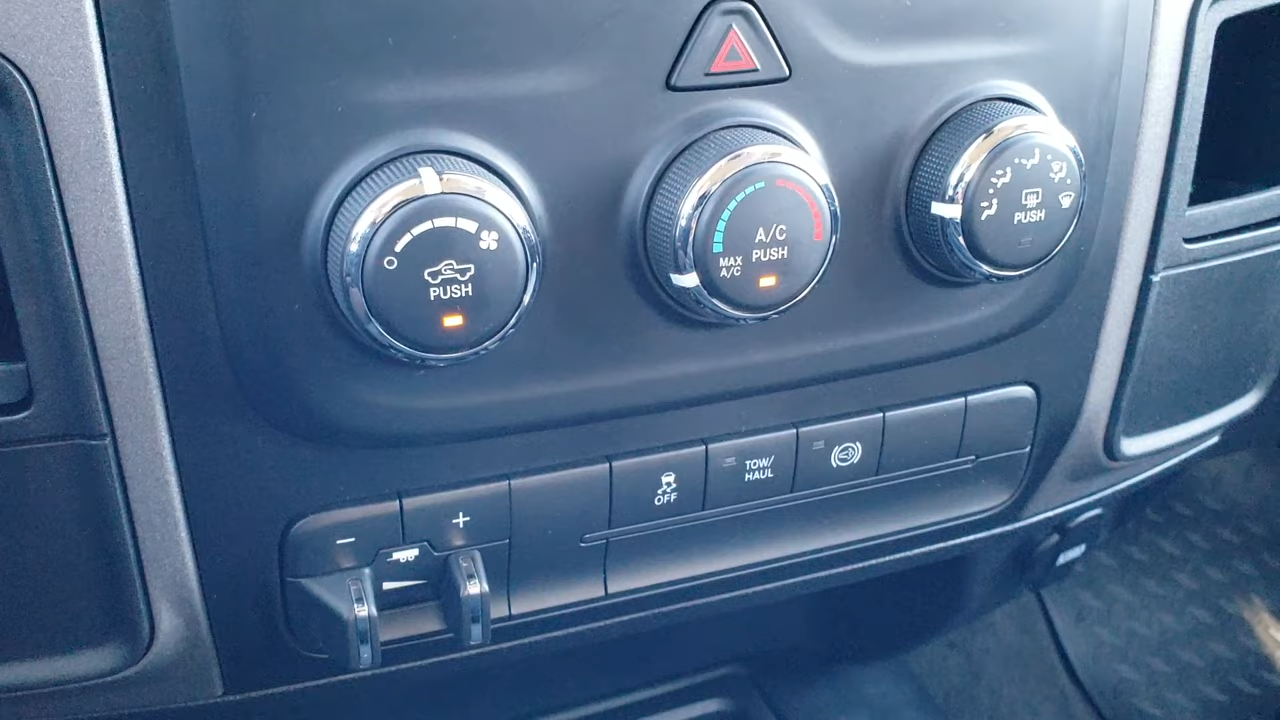 PUSH
A/C
PUSH
MAX
A/C
PUSH
OFF
TOW/
HAUL
− +